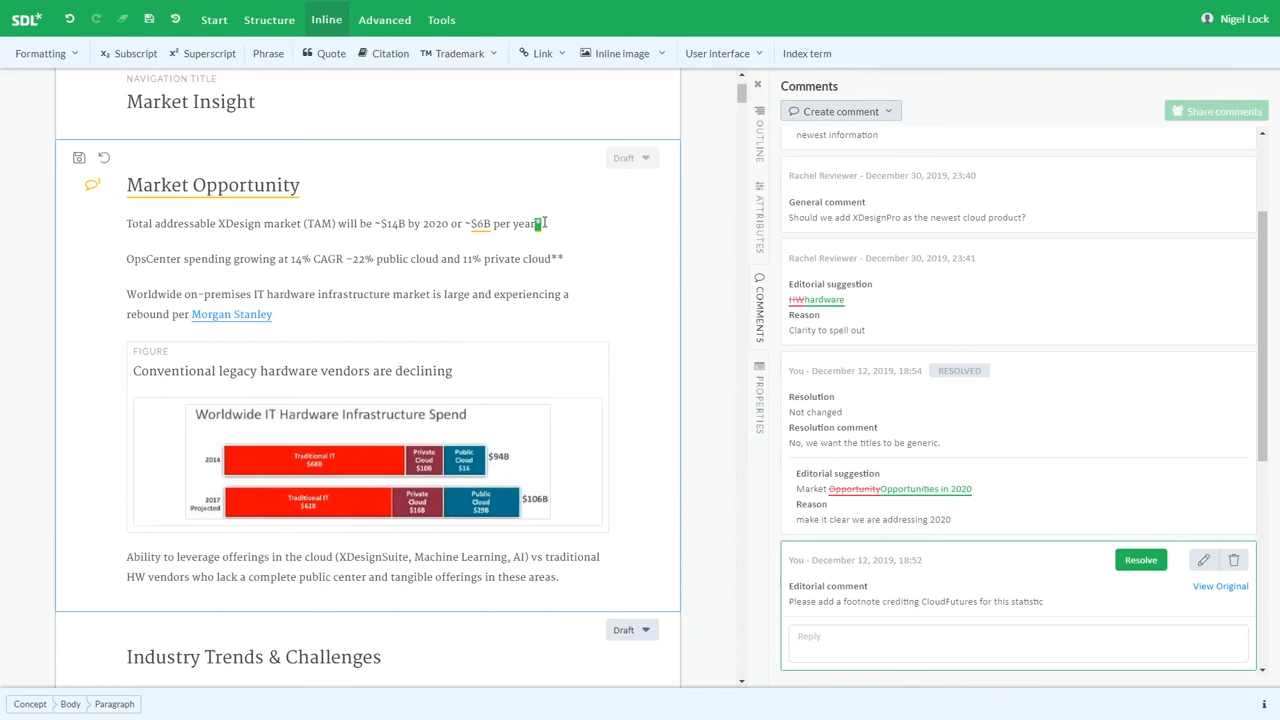 SDL*
Start
Structure
Inline
Advanced
Tools
Nigel Lock
Formatting
Subscript
Superscript
Phrase
Quote
Citation
TM Trademark
Link
Inline image
User interface
Index term
NAVIGATION TITLE
Market Insight
Draft
Market Opportunity
Total addressable XDesign market (TAM) will be ~$14B by 2020 or ~$6B per year
OpsCenter spending growing at 14% CAGR –22% public cloud and 11% private cloud**
Worldwide on-premises IT hardware infrastructure market is large and experiencing a
rebound per Morgan Stanley
FIGURE
Conventional legacy hardware vendors are declining
Worldwide IT Hardware Infrastructure Spend
2014
Traditional IT
$68B
Private
Cloud
$10B
Public
Cloud
$16
$94B
2017
Projected
Traditional IT
$62B
Private
Cloud
$16B
Public
Cloud
$29B
$106B
Ability to leverage offerings in the cloud (XDesignSuite, Machine Learning, AI) vs traditional
HW vendors who lack a complete public center and tangible offerings in these areas.
Draft
Industry Trends & Challenges
OUTLINE
ATTRIBUTES
COMMENTS
PROPERTIES
Comments
Create comment
Share comments
newest information
Rachel Reviewer - December 30, 2019, 23:40
General comment
Should we add XDesignPro as the newest cloud product?
Rachel Reviewer - December 30, 2019, 23:41
Editorial suggestion
HWhardware
Reason
Clarity to spell out
You - December 12, 2019, 18:54 RESOLVED
Resolution
Not changed
Resolution comment
No, we want the titles to be generic.
Editorial suggestion
Market OpportunityOpportunities in 2020
Reason
make it clear we are addressing 2020
You - December 12, 2019, 18:52
Resolve
Editorial comment
View Original
Please add a footnote crediting CloudFutures for this statistic
Reply
Concept
Body
Paragraph